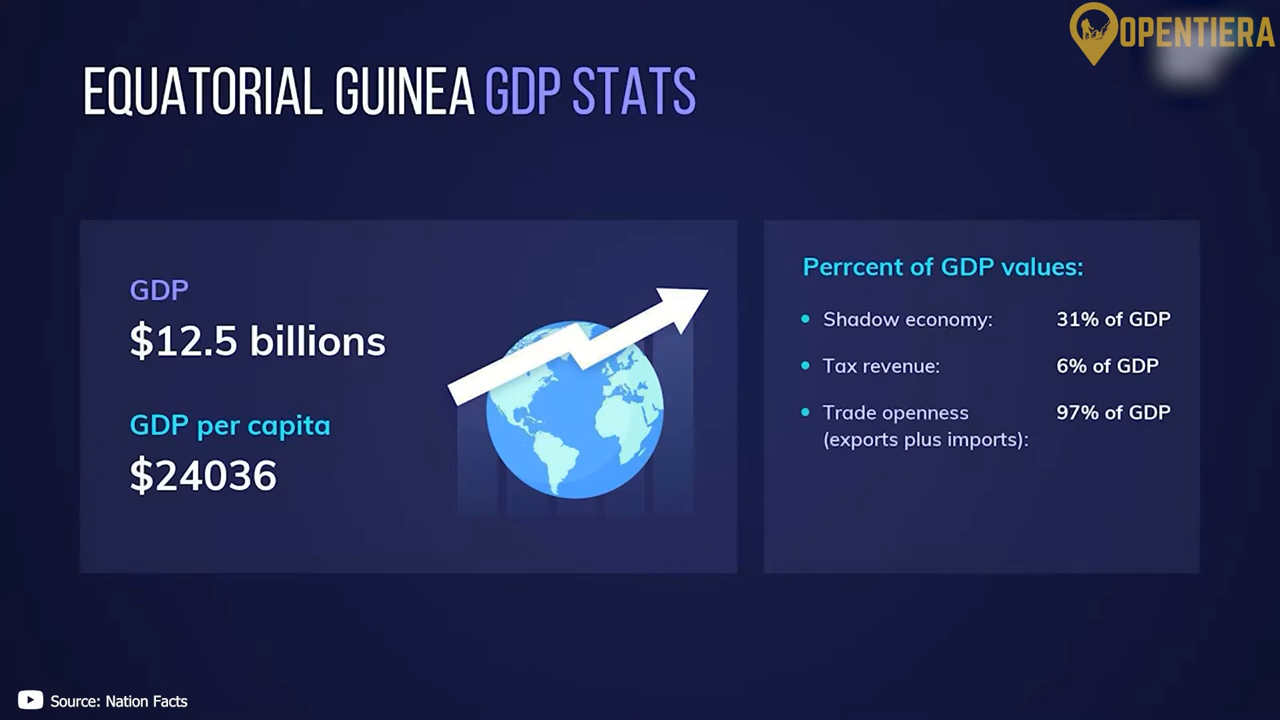 OPENTIERA
EQUATORIAL GUINEA GDP STATS
GDP
$12.5 billions
GDP per capita
$24036
Perrcent of GDP values:
Shadow economy: 31% of GDP
Tax revenue: 6% of GDP
Trade openness 97% of GDP
(exports plus imports):
Source: Nation Facts